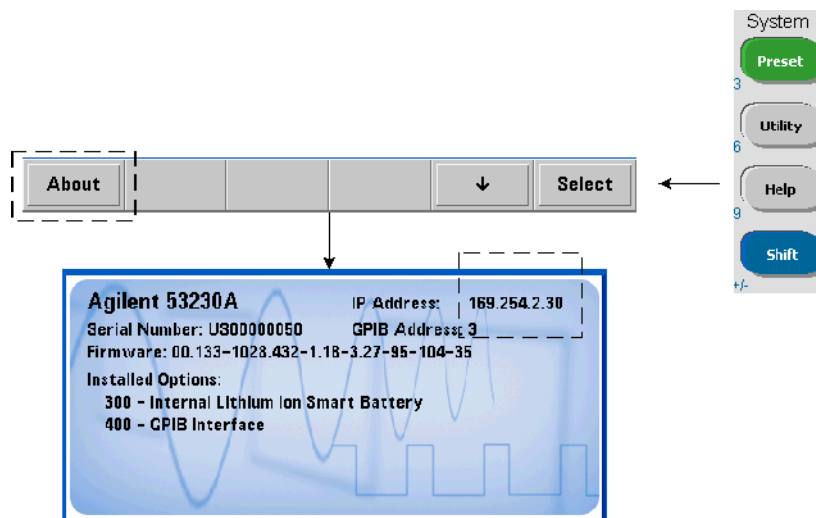 System
Preset
3
Utility
6
Help
9
Shift
+/-
About ↓ Select
Agilent 53230A IP Address: 169.254.2.30
Serial Number: US00000050 GPIB Address: 3
Firmware: 00.133-1028.432-1.18-3.27-95-104-35
Installed Options:
300 - Internal Lithium Ion Smart Battery
400 - GPIB Interface